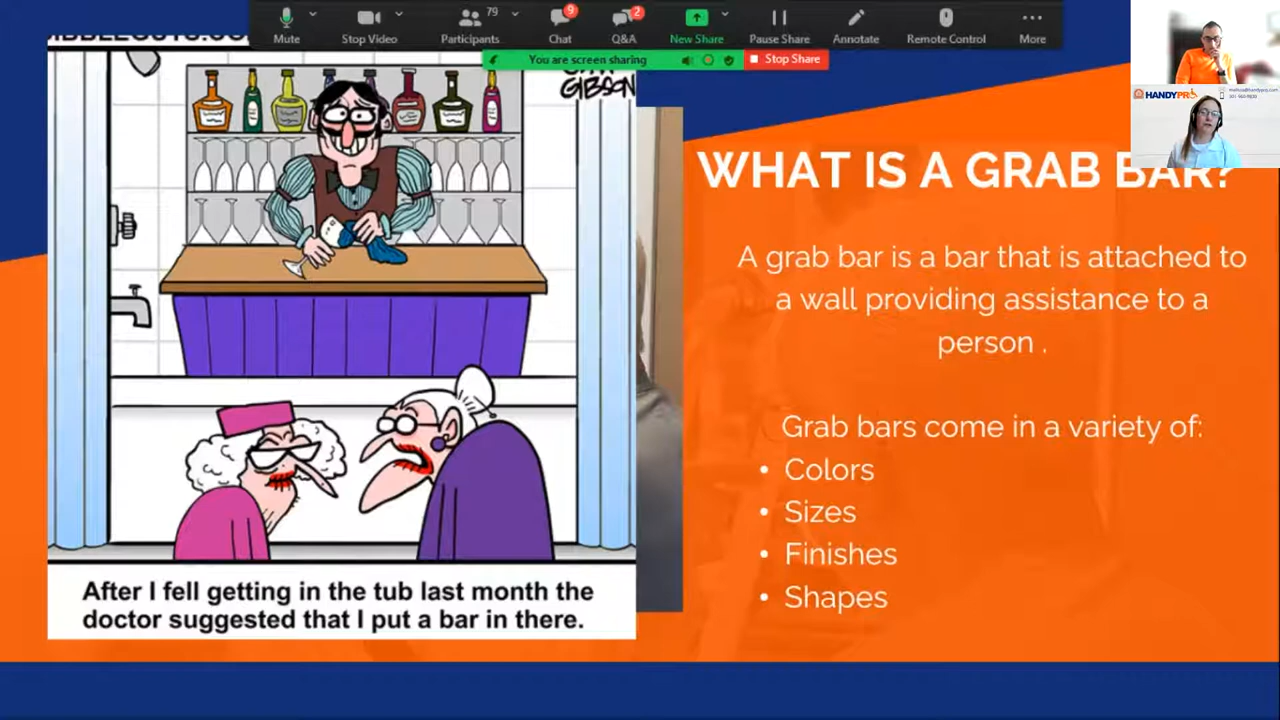 79
9
2
Mute
Stop Video
Participants
Chat
Q&A
New Share
Pause Share
Annotate
Remote Control
More
You are screen sharing
Stop Share
GIBSON
HANDYPRO
WHAT IS A GRAB BAR?
A grab bar is a bar that is attached to
a wall providing assistance to a
person .
Grab bars come in a variety of:
• Colors
• Sizes
• Finishes
• Shapes
After I fell getting in the tub last month the
doctor suggested that I put a bar in there.